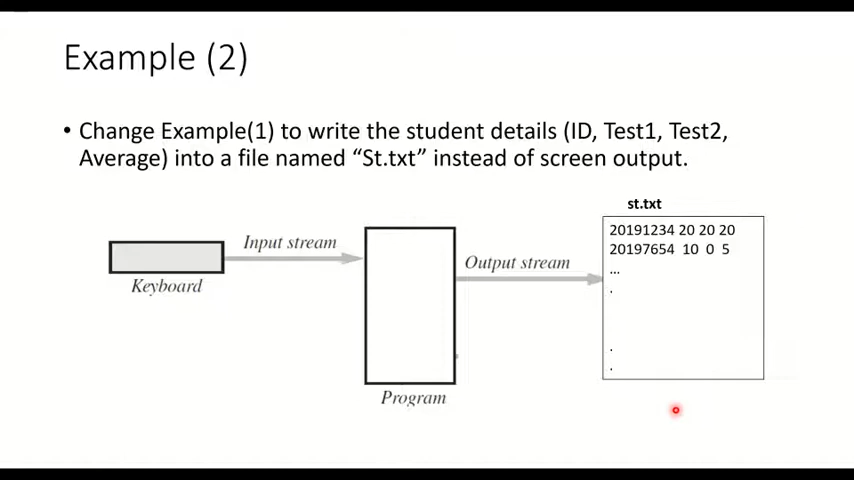 Example (2)
• Change Example(1) to write the student details (ID, Test1, Test2,
Average) into a file named “St.txt” instead of screen output.
st.txt
20191234 20 20 20
20197654 10 0 5
...
.
.
.
Input stream
Keyboard
Output stream
Program